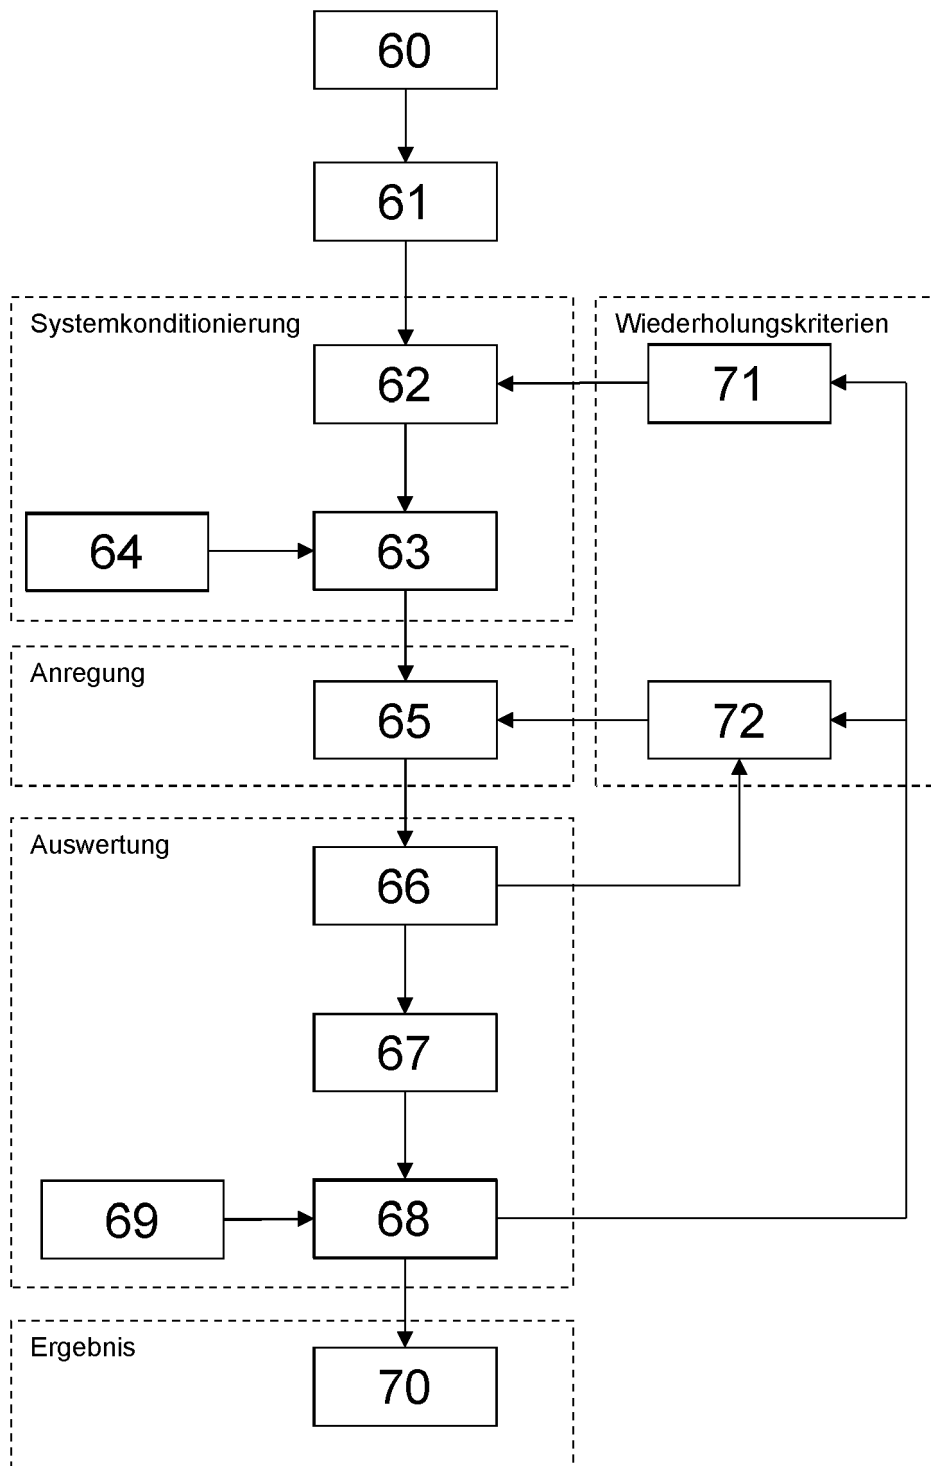 60
61
Systemkonditionierung
Wiederholungskriterien
62
71
64
63
Anregung
65
72
Auswertung
66
67
69
68
Ergebnis
70